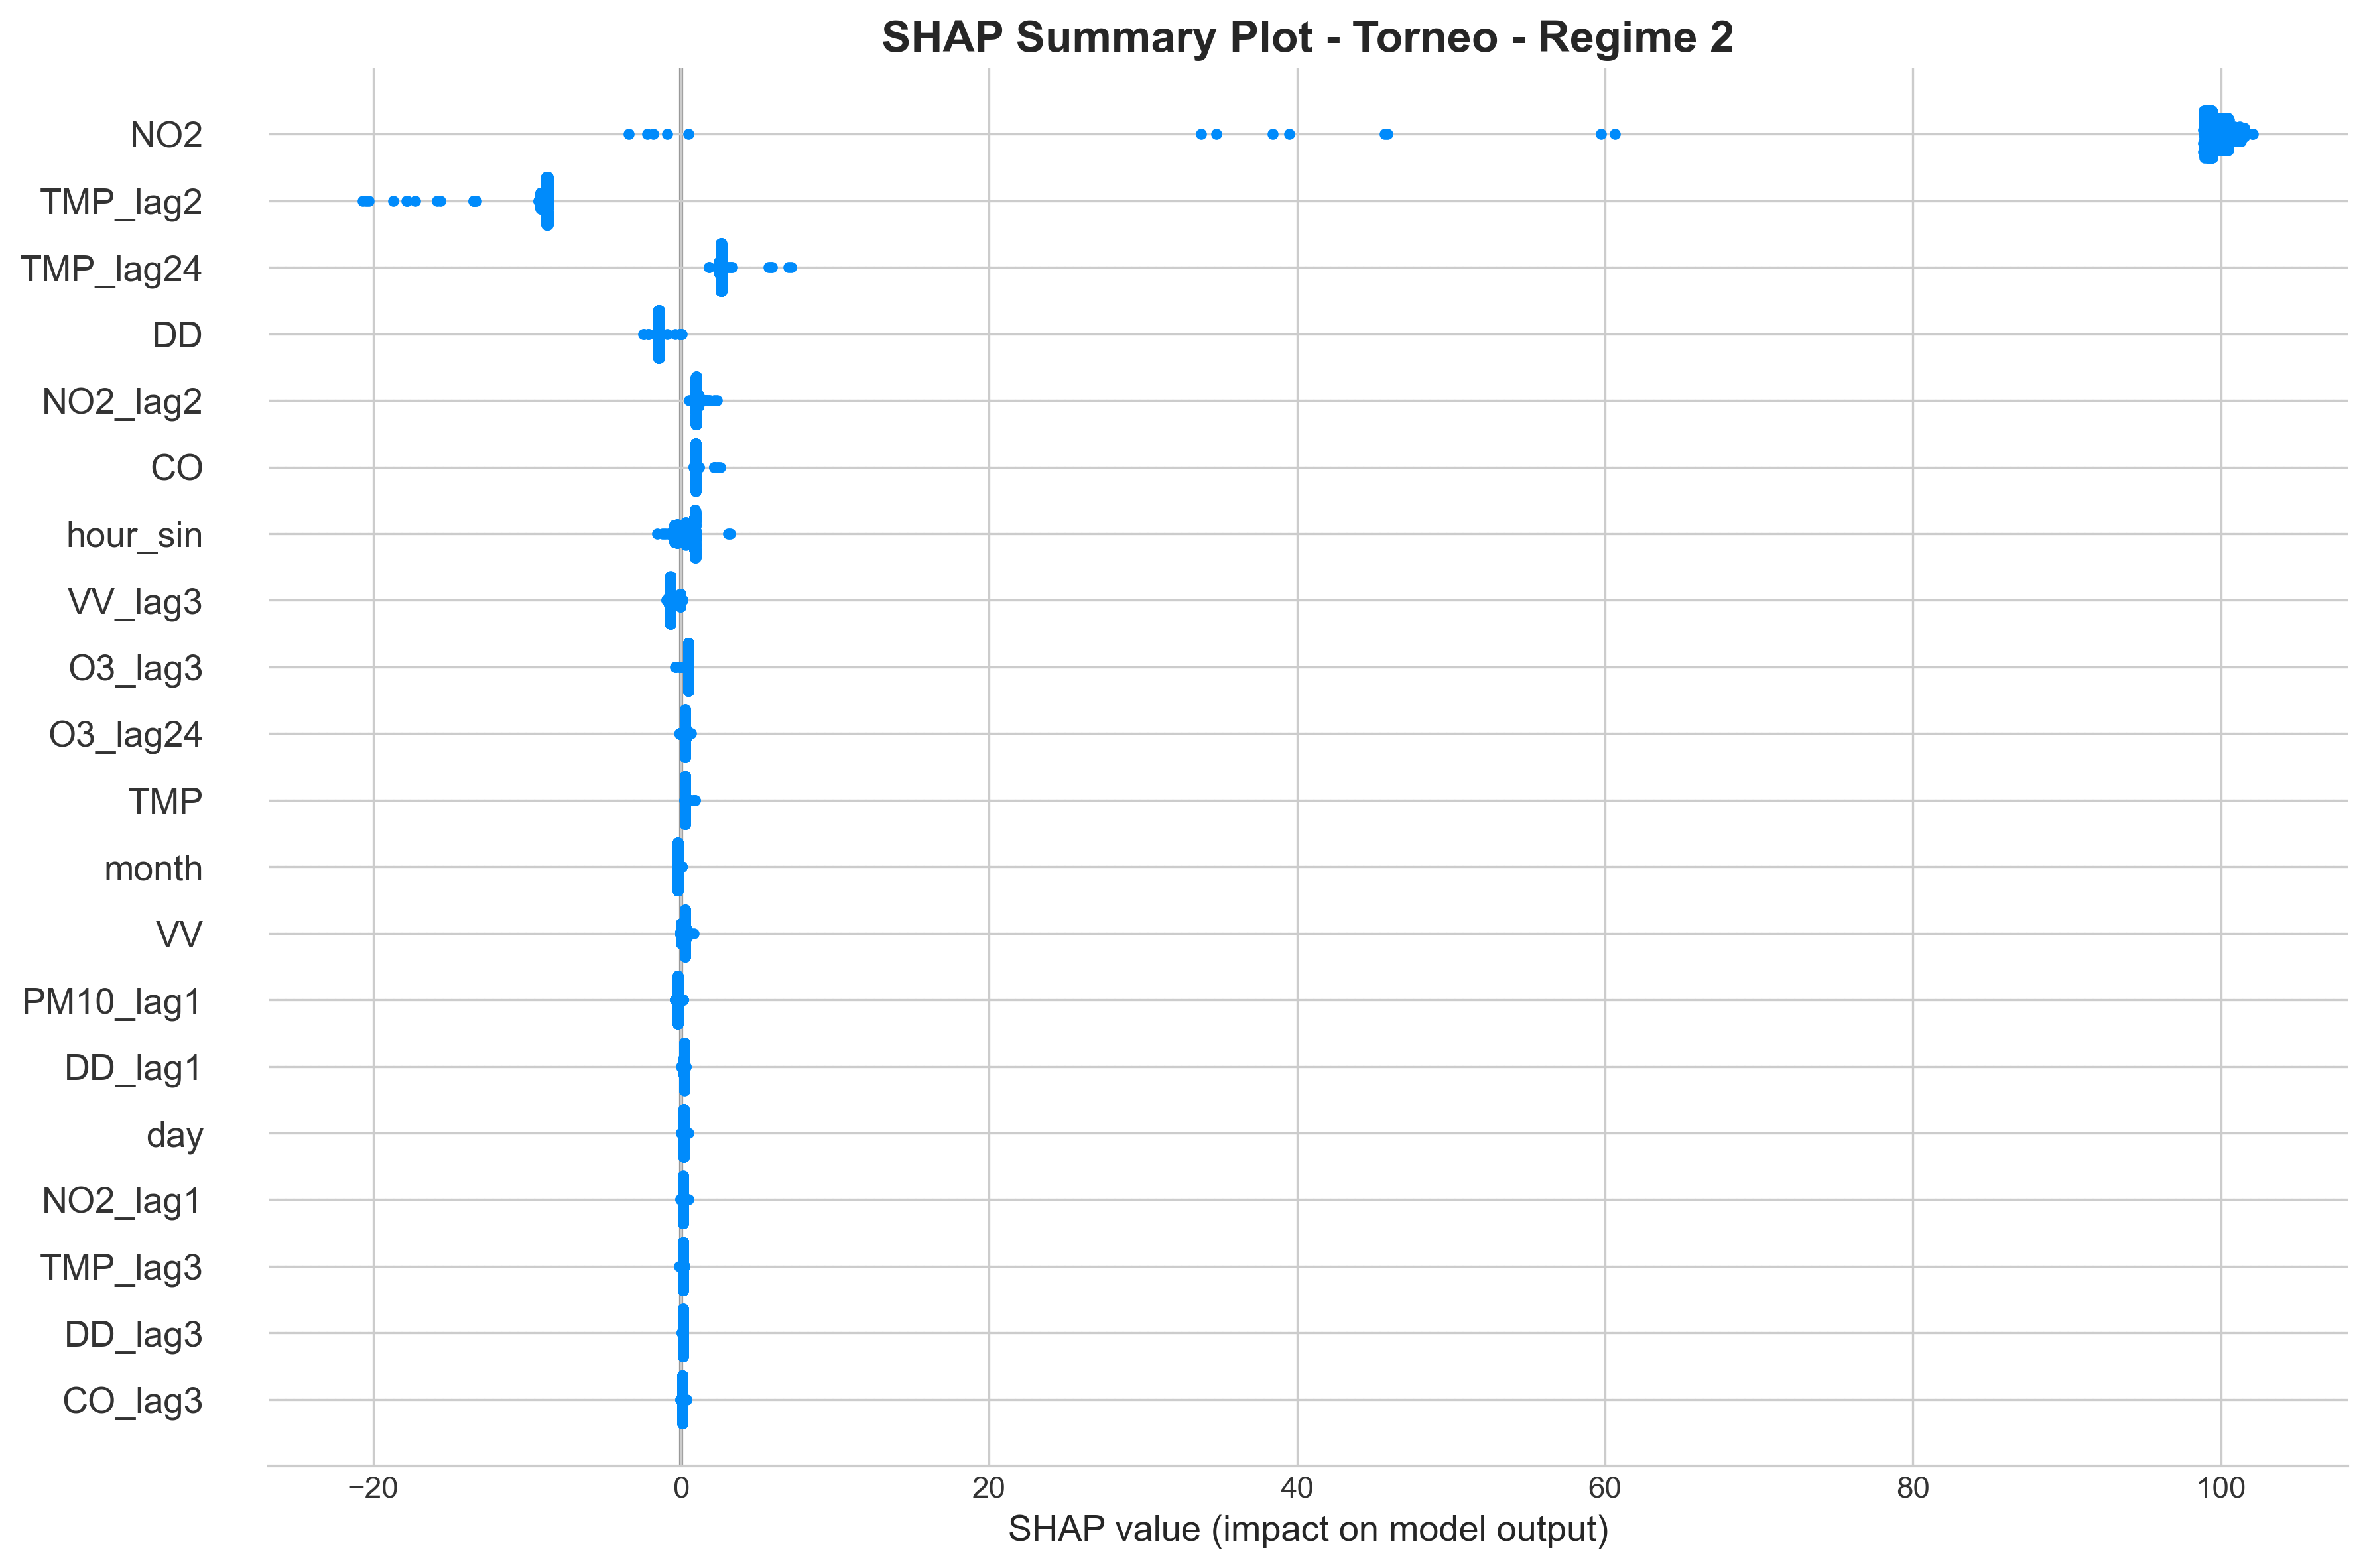 SHAP Summary Plot - Torneo - Regime 2
NO2
TMP_lag2
TMP_lag24
DD
NO2_lag2
CO
hour_sin
VV_lag3
O3_lag3
O3_lag24
TMP
month
VV
PM10_lag1
DD_lag1
day
NO2_lag1
TMP_lag3
DD_lag3
CO_lag3
−20 0 20 40 60 80 100
SHAP value (impact on model output)